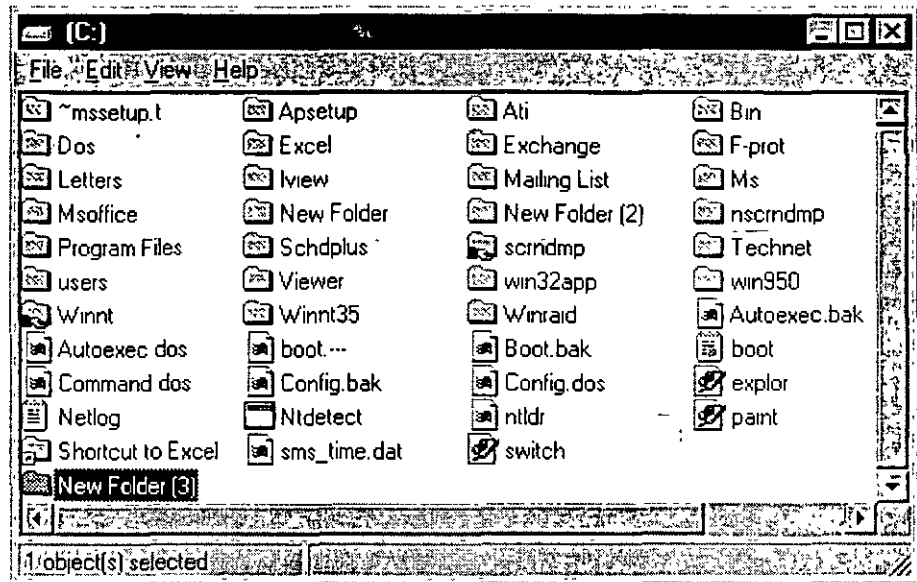 (C:)
File Edit View Help
~mssetup.t Apsetup Ati Bin
Dos Excel Exchange F-prot
Letters Iview Mailing List Ms
Msoffice New Folder New Folder (2) nscrndmp
Program Files Schdplus scrndmp Technet
users Viewer win32app win950
Winnt Winnt35 Winraid Autoexec.bak
Autoexec dos boot.--- Boot.bak boot
Command dos Config.bak Config.dos explor
Netlog Ntdetect ntldr paint
Shortcut to Excel sms_time.dat switch
New Folder (3)
1 object(s) selected